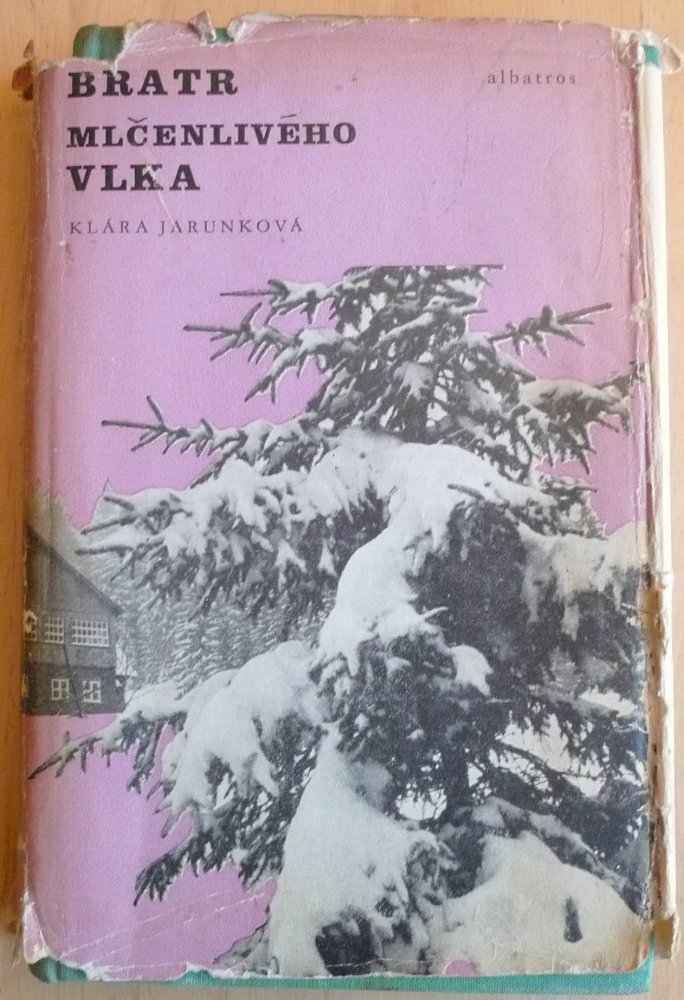 BRATR
albatros
MLČENLIVÉHO
VLKA
KLÁRA JARUNKOVÁ